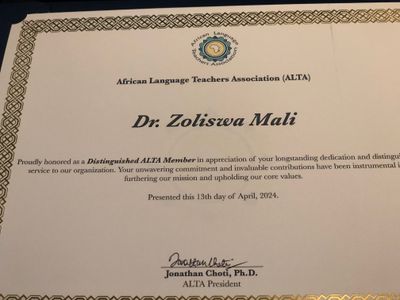 African Language
Teachers Association
African Language Teachers Association (ALTA)
Dr. Zoliswa Mali
Proudly honored as a Distinguished ALTA Member in appreciation of your longstanding dedication and
service to our organization. Your unwavering commitment and invaluable contributions have been instrumental
furthering our mission and upholding our core values.
Presented this 13th day of April, 2024.
Jonathan Choti
Jonathan Choti, Ph.D.
ALTA President